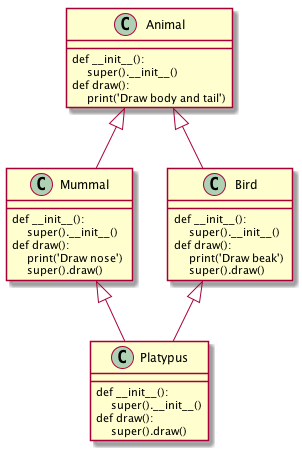 C Animal
def __init__():
super().__init__()
def draw():
print('Draw body and tail')
C Mummal
def __init__():
super().__init__()
def draw():
print('Draw nose')
super().draw()
C Bird
def __init__():
super().__init__()
def draw():
print('Draw beak')
super().draw()
C Platypus
def __init__():
super().__init__()
def draw():
super().draw()